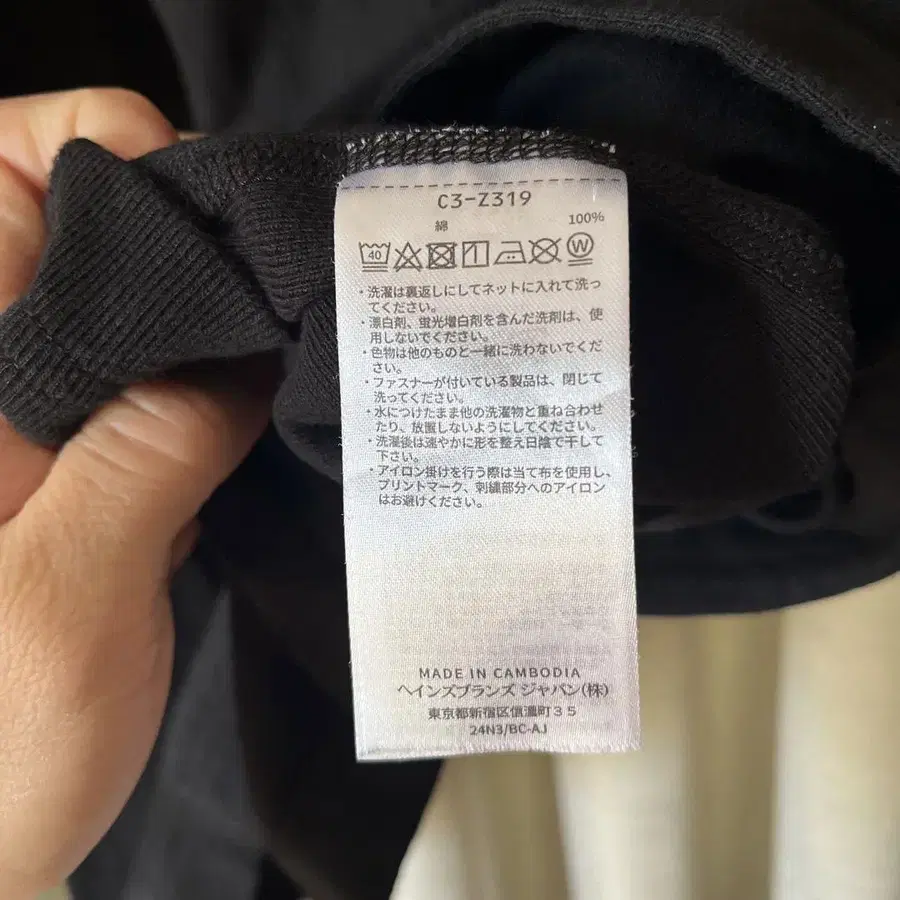 C3-Z319
綿 100%
40 W
・洗濯は裏返しにしてネットに入れて洗っ
てください。
・漂白剤、蛍光増白剤を含んだ洗剤は、使
用しないでください。
・色物は他のものと一緒に洗わないでくだ
さい。
・ファスナーが付いている製品は、閉じて
洗ってください。
・水につけたまま他の洗濯物と重ね合わせ
たり、放置しないようにしてください。
・洗濯後は速やかに形を整え日陰で干して
下さい。
・アイロン掛けを行う際は当て布を使用し、
プリントマーク、刺繍部分へのアイロン
はお避けください。
MADE IN CAMBODIA
ヘインズブランズ ジャパン(株)
東京都新宿区信濃町35
24N3/BC-AJ